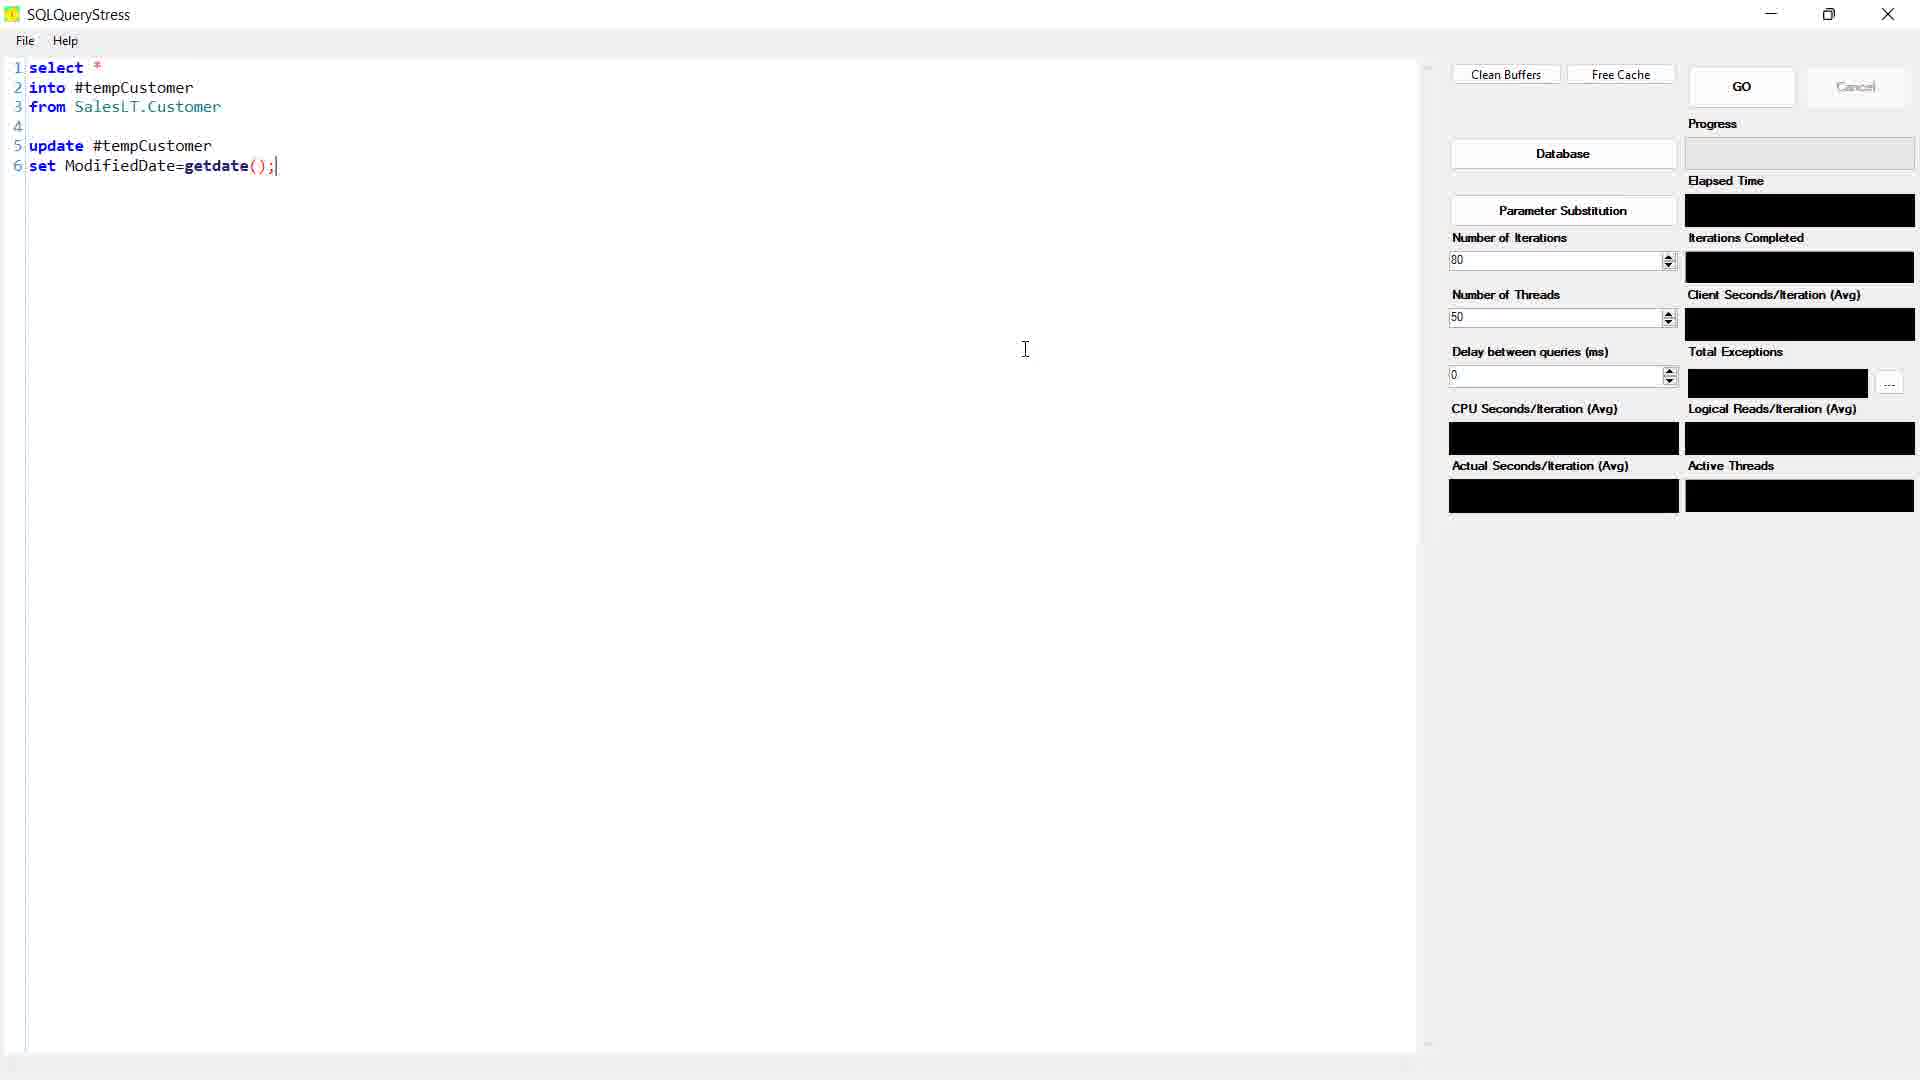 SQLQueryStress
File Help
1 select *
2 into #tempCustomer
3 from SalesLT.Customer
4
5 update #tempCustomer
6 set ModifiedDate=getdate();
Clean Buffers Free Cache
GO Cancel
Progress
Database
Elapsed Time
Parameter Substitution
Number of Iterations Iterations Completed
80
Number of Threads Client Seconds/Iteration (Avg)
50
Delay between queries (ms) Total Exceptions
0 ...
CPU Seconds/Iteration (Avg) Logical Reads/Iteration (Avg)
Actual Seconds/Iteration (Avg) Active Threads